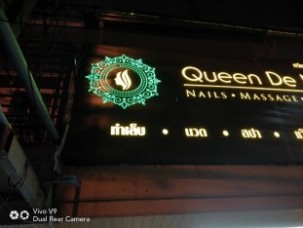 Queen De
NAILS • MASSAGE
ทำเล็บ • นวด • สปา •
Vivo V9
Dual Rear Camera